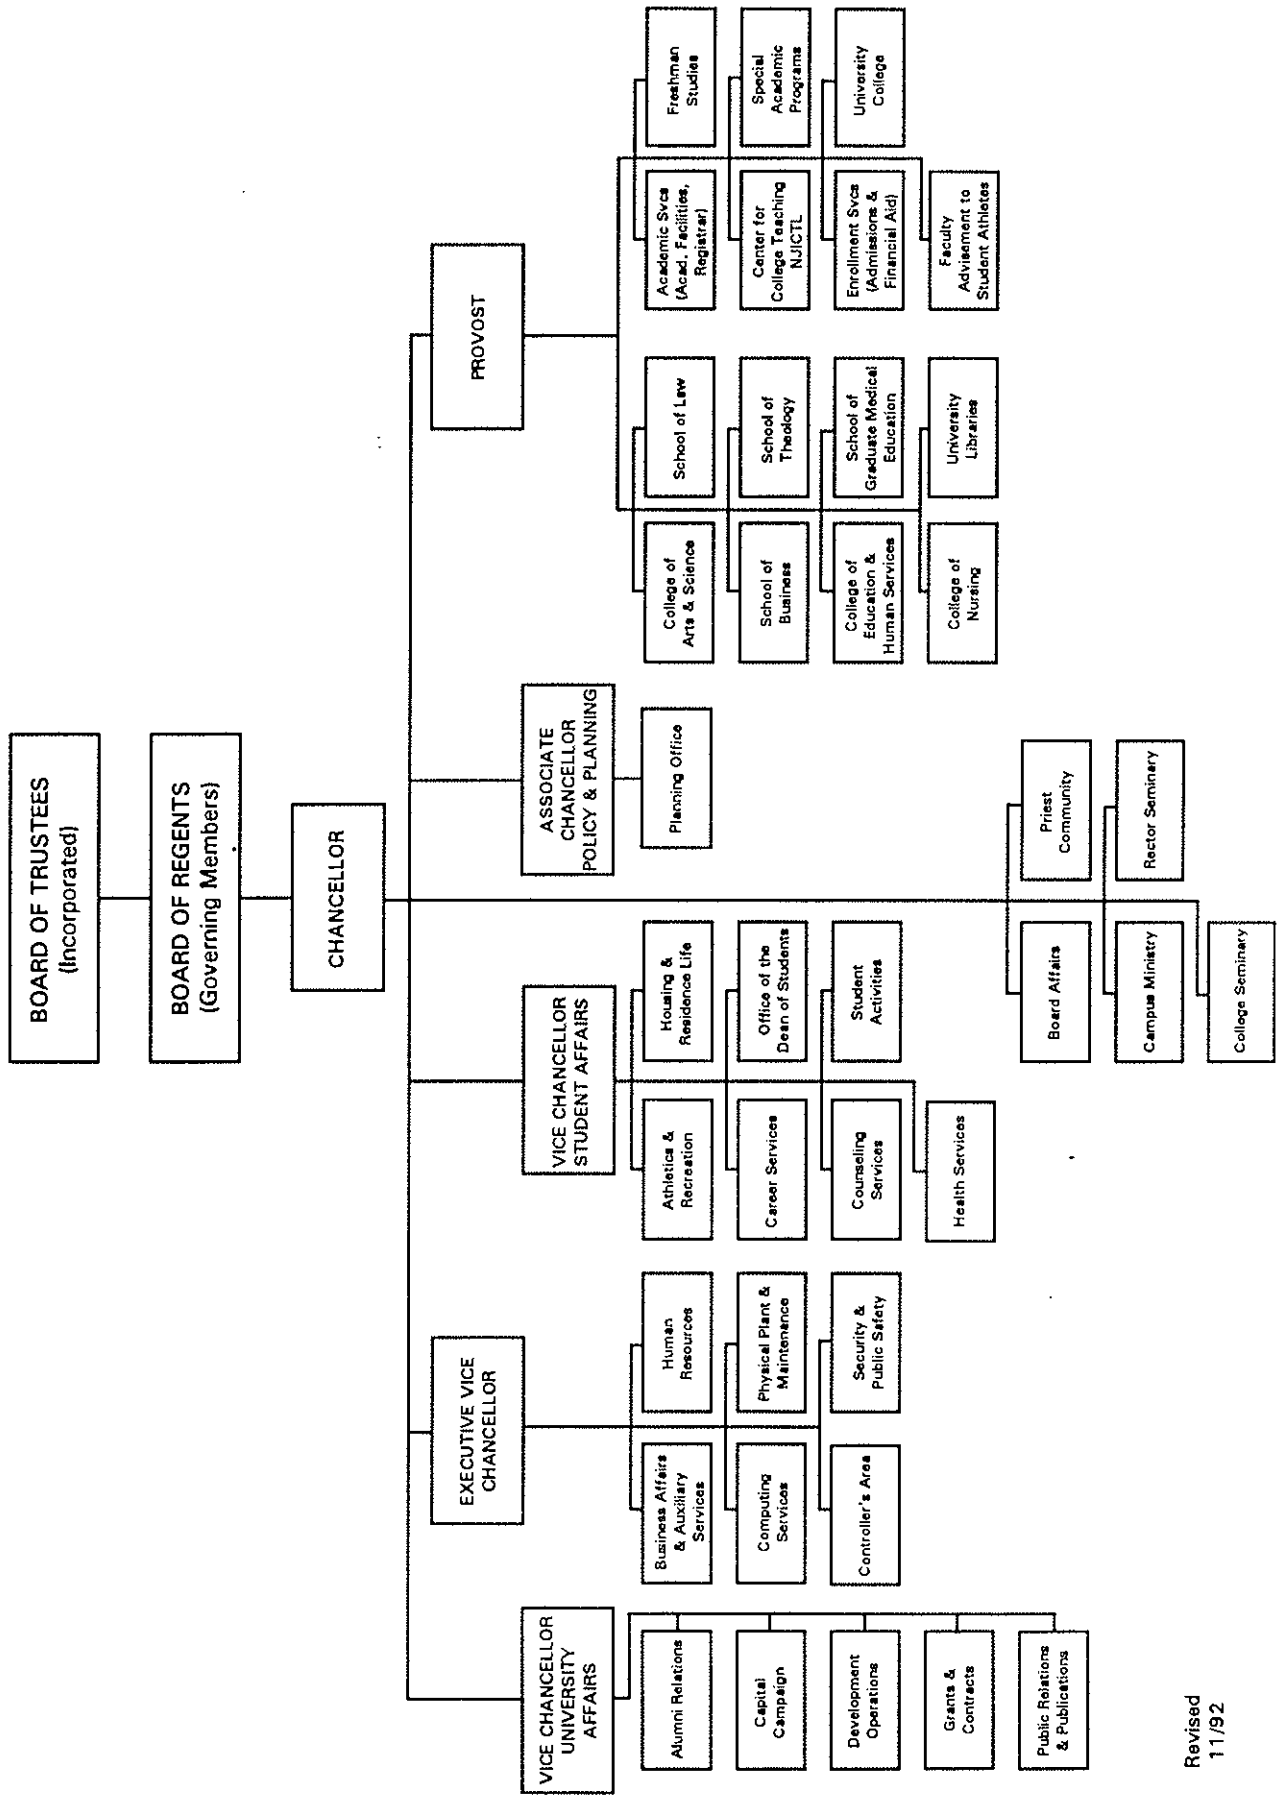 BOARD OF TRUSTEES
(Incorporated)
BOARD OF REGENTS
(Governing Members)
CHANCELLOR
VICE CHANCELLOR
UNIVERSITY
AFFAIRS
Alumni Relations
Capital
Campaign
Development
Operations
Grants &
Contracts
Public Relations
& Publications
EXECUTIVE VICE
CHANCELLOR
Business Affairs
& Auxiliary
Services
Human
Resources
Computing
Services
Physical Plant &
Maintenance
Controller's Area
Security &
Public Safety
VICE CHANCELLOR
STUDENT AFFAIRS
Athletics &
Recreation
Housing &
Residence Life
Career Services
Office of the
Dean of Students
Counseling
Services
Student
Activities
Health Services
Board Affairs
Priest
Community
Campus Ministry
Rector Seminary
College Seminary
ASSOCIATE
CHANCELLOR
POLICY & PLANNING
Planning Office
PROVOST
College of
Arts & Science
School of Law
School of
Business
School of
Theology
College of
Education &
Human Services
School of
Graduate Medical
Education
College of
Nursing
University
Libraries
Academic Svcs
(Acad. Facilities,
Registrar)
Freshman
Studies
Center for
College Teaching
NJICTL
Special
Academic
Programs
Enrollment Svcs
(Admissions &
Financial Aid)
University
College
Faculty
Advisement to
Student Athletes
Revised
11/92